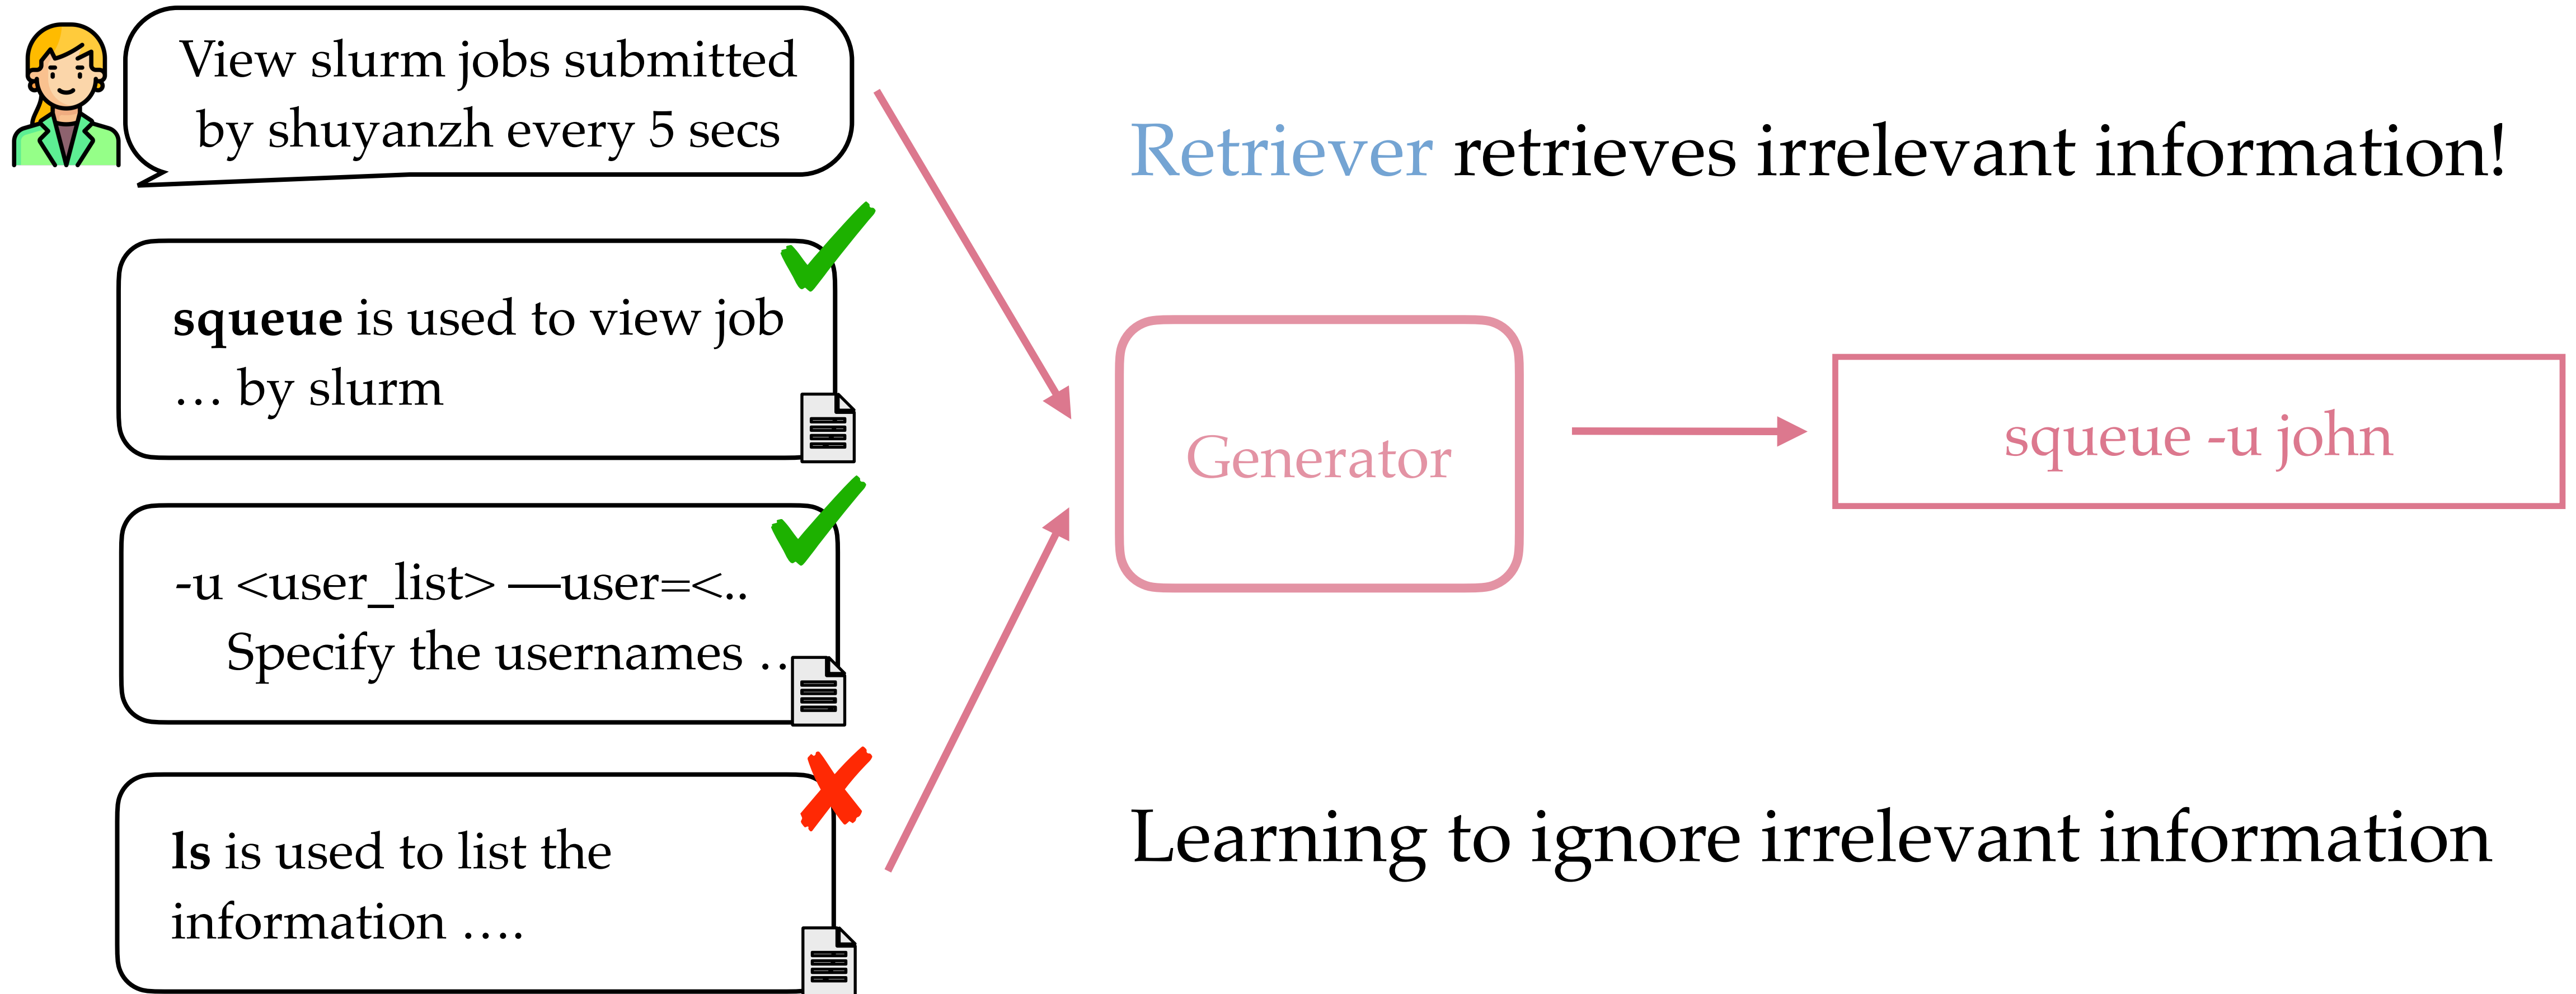 View slurm jobs submitted
by shuyanzh every 5 secs
squeue is used to view job
… by slurm
-u <user_list> —user=<..
Specify the usernames ..
ls is used to list the
information ….
Retriever retrieves irrelevant information!
Generator
squeue -u john
Learning to ignore irrelevant information